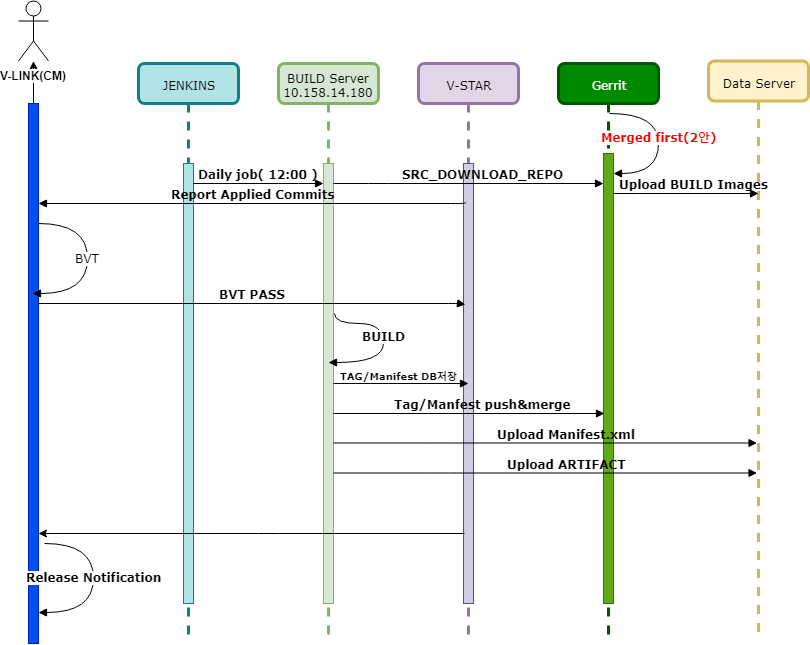 V-LINK(CM)
JENKINS
BUILD Server
10.158.14.180
V-STAR
Gerrit
Data Server
Merged first(2안)
Daily job( 12:00 )
SRC_DOWNLOAD_REPO
Upload BUILD Images
Report Applied Commits
BVT
BVT PASS
BUILD
TAG/Manifest DB저장
Tag/Manfest push&merge
Upload Manifest.xml
Upload ARTIFACT
Release Notification